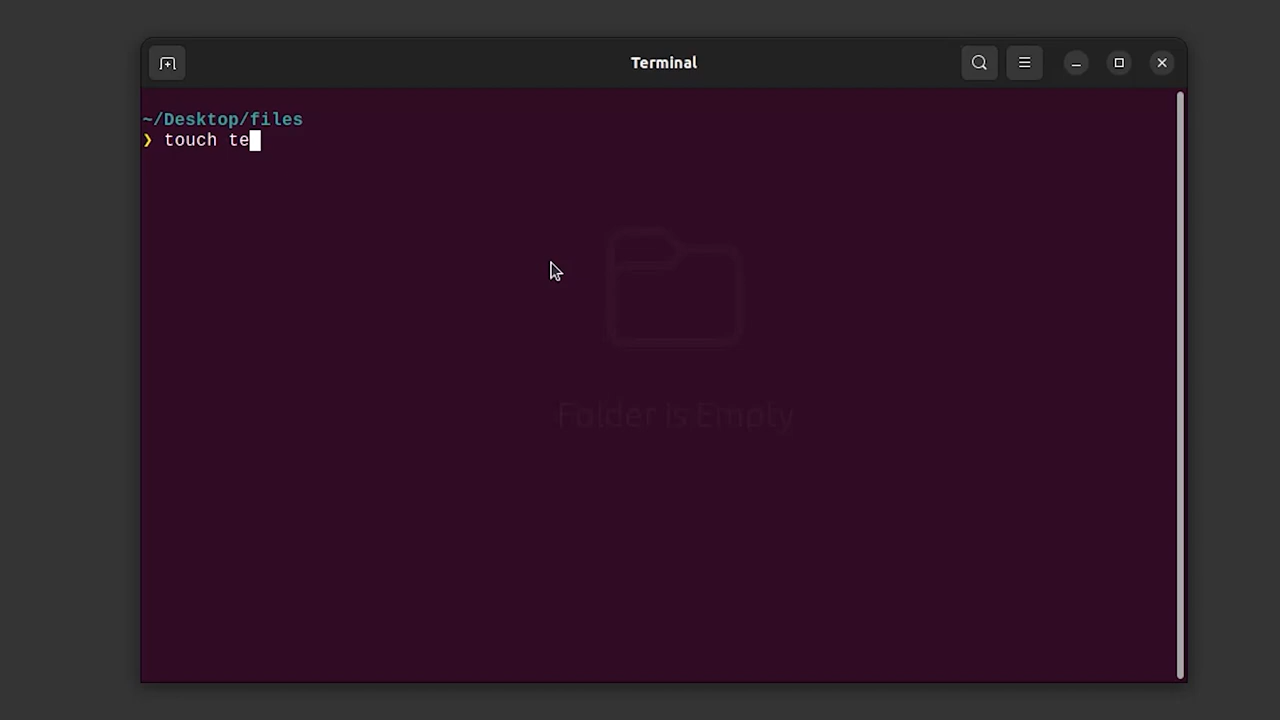 Terminal
~/Desktop/files
❯ touch te
Folder is Empty